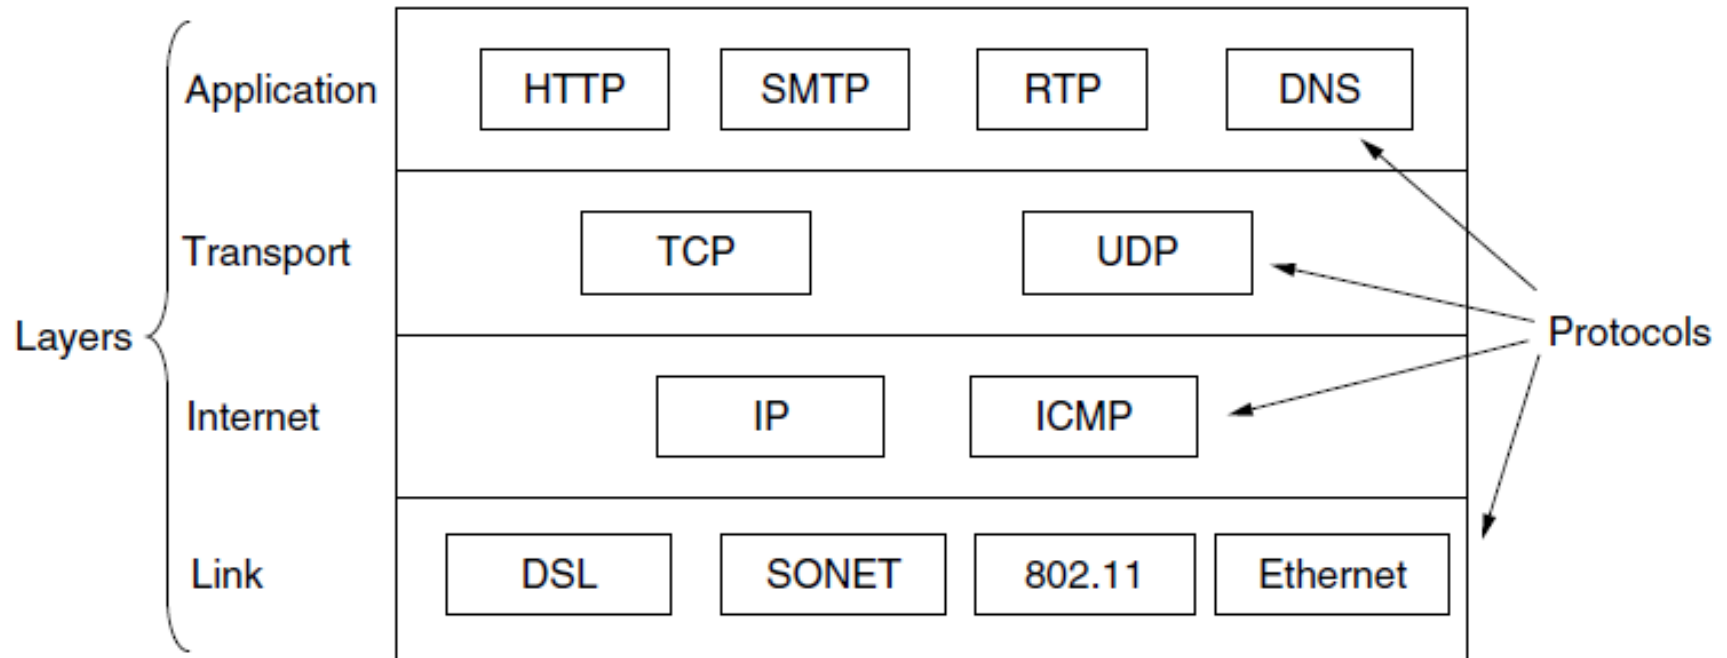 Layers
Application
HTTP
SMTP
RTP
DNS
Transport
TCP
UDP
Internet
IP
ICMP
Link
DSL
SONET
802.11
Ethernet
Protocols